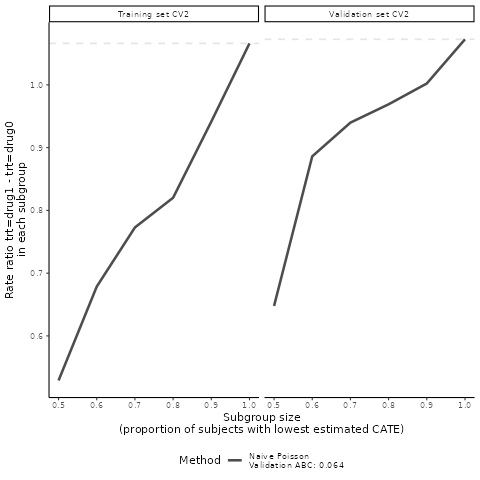 Training set CV2
Validation set CV2
Rate ratio trt=drug1 - trt=drug0
in each subgroup
1.0
0.9
0.8
0.7
0.6
0.5 0.6 0.7 0.8 0.9 1.0
0.5 0.6 0.7 0.8 0.9 1.0
Subgroup size
(proportion of subjects with lowest estimated CATE)
Method
Naive Poisson
Validation ABC: 0.064